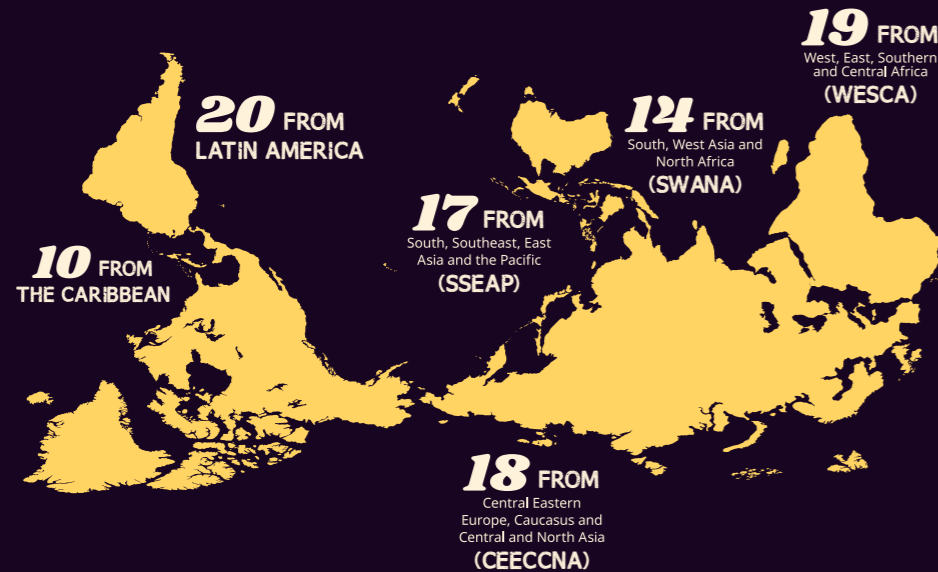 19 FROM
West, East, Southern
and Central Africa
(WESCA)
20 FROM
LATIN AMERICA
14 FROM
South, West Asia and
North Africa
(SWANA)
17 FROM
South, Southeast, East
Asia and the Pacific
(SSEAP)
10 FROM
THE CARIBBEAN
18 FROM
Central Eastern
Europe, Caucasus and
Central and North Asia
(CEECCNA)